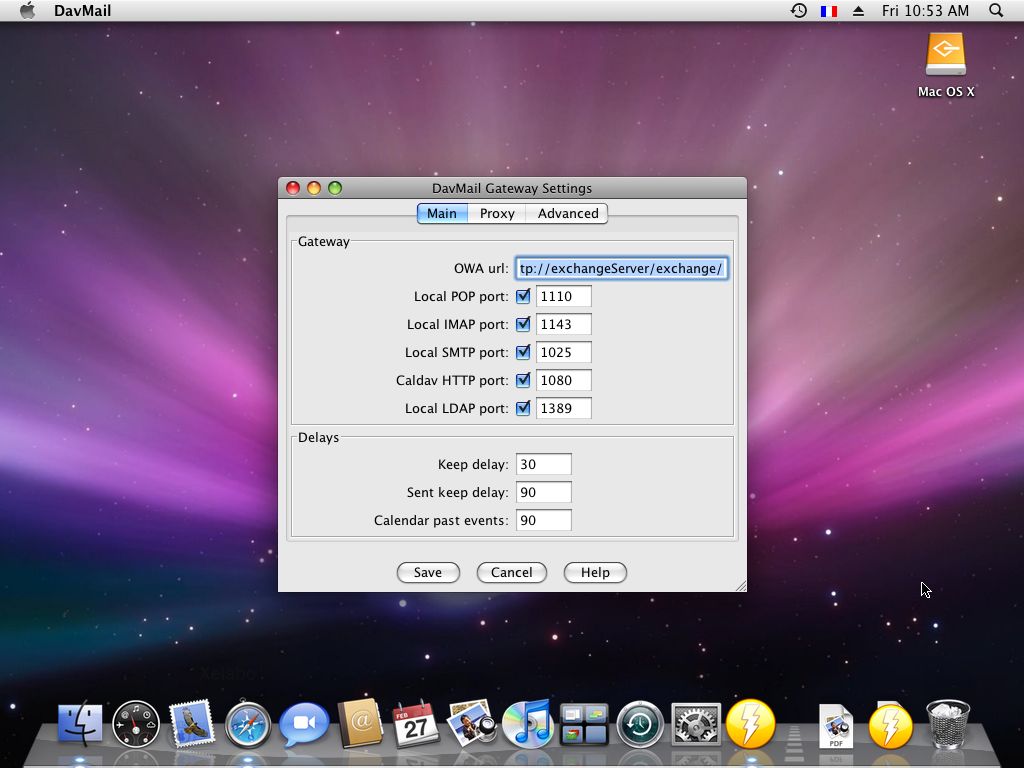 DavMail
Fri 10:53 AM
Mac OS X
DavMail Gateway Settings
Main Proxy Advanced
Gateway
OWA url: tp://exchangeServer/exchange/
Local POP port: 1110
Local IMAP port: 1143
Local SMTP port: 1025
Caldav HTTP port: 1080
Local LDAP port: 1389
Delays
Keep delay: 30
Sent keep delay: 90
Calendar past events: 90
Save Cancel Help
FEB
27
PDF